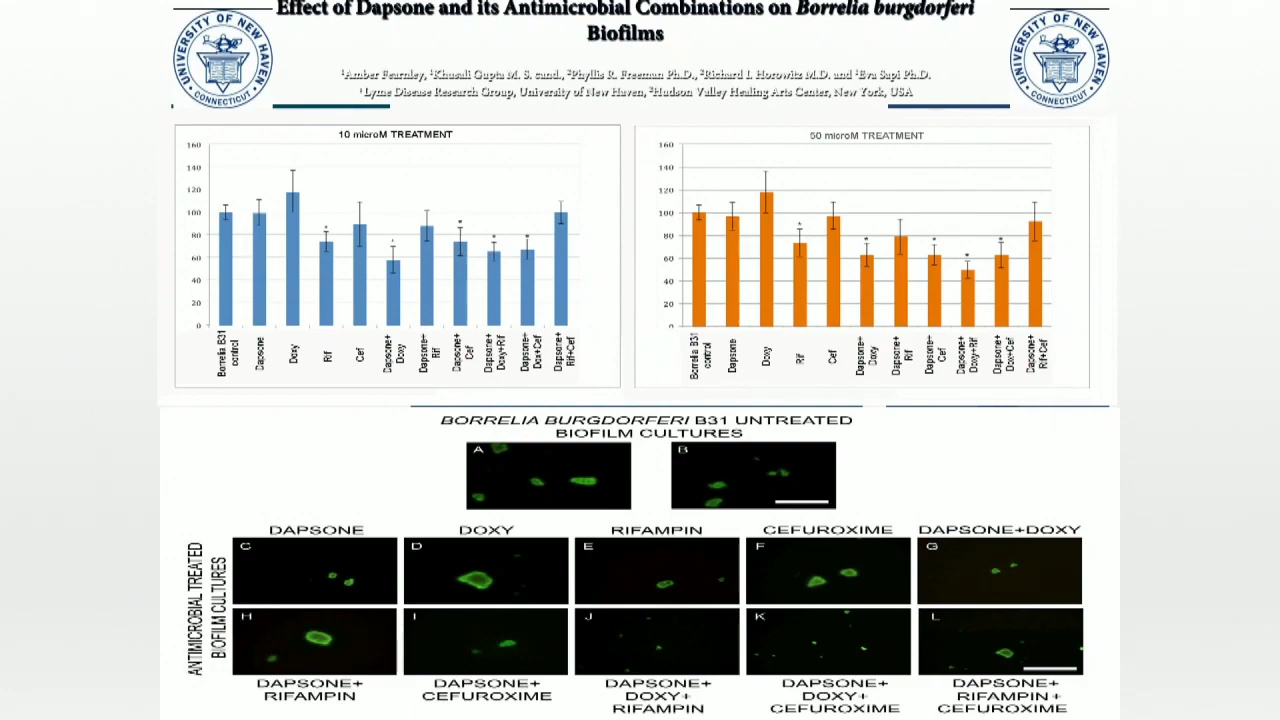 Effect of Dapsone and its Antimicrobial Combinations on Borrelia burgdorferi
Biofilms
UNIVERSITY OF NEW HAVEN
CONNECTICUT
UNIVERSITY OF NEW HAVEN
CONNECTICUT
¹Amber Fearnley, ¹Khusali Gupta M. S. cand., ²Phyllis R. Freeman Ph.D., ²Richard I. Horowitz M.D. and ¹Eva Sapi Ph.D.
¹Lyme Disease Research Group, University of New Haven, ²Hudson Valley Healing Arts Center, New York, USA
10 microM TREATMENT
160
140
120
100
80
60
40
20
0
Borrelia B31 control
Dapsone
Doxy
Rif
Cef
Dapsone+ Doxy
Dapsone+ Rif
Dapsone+ Cef
Dapsone+ Doxy+Rif
Dapsone+ Dox+Cef
Dapsone+ Rif+Cef
50 microM TREATMENT
160
140
120
100
80
60
40
20
0
Borrelia B31 control
Dapsone
Doxy
Rif
Cef
Dapsone+ Doxy
Dapsone+ Rif
Dapsone+ Cef
Dapsone+ Doxy+Rif
Dapsone+ Dox+Cef
Dapsone+ Rif+Cef
BORRELIA BURGDORFERI B31 UNTREATED
BIOFILM CULTURES
A
B
ANTIMICROBIAL TREATED
BIOFILM CULTURES
DAPSONE
DOXY
RIFAMPIN
CEFUROXIME
DAPSONE+DOXY
C
D
E
F
G
H
I
J
K
L
DAPSONE+
RIFAMPIN
DAPSONE+
CEFUROXIME
DAPSONE+
DOXY+
RIFAMPIN
DAPSONE+
DOXY+
CEFUROXIME
DAPSONE+
RIFAMPIN+
CEFUROXIME